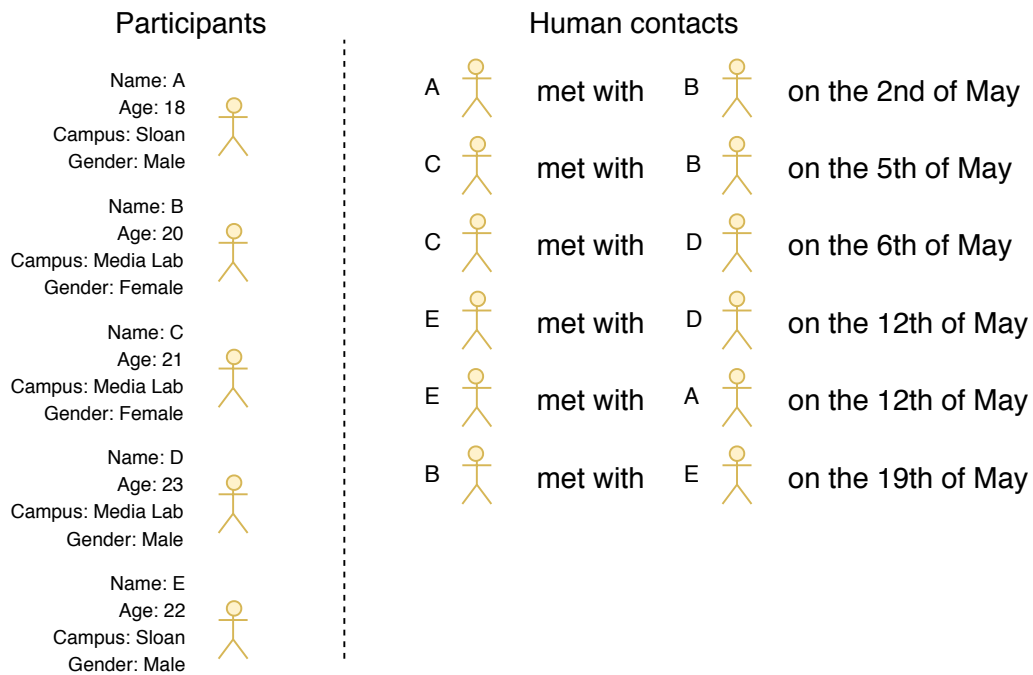 Participants
Name: A
Age: 18
Campus: Sloan
Gender: Male
Name: B
Age: 20
Campus: Media Lab
Gender: Female
Name: C
Age: 21
Campus: Media Lab
Gender: Female
Name: D
Age: 23
Campus: Media Lab
Gender: Male
Name: E
Age: 22
Campus: Sloan
Gender: Male
Human contacts
A met with B on the 2nd of May
C met with B on the 5th of May
C met with D on the 6th of May
E met with D on the 12th of May
E met with A on the 12th of May
B met with E on the 19th of May